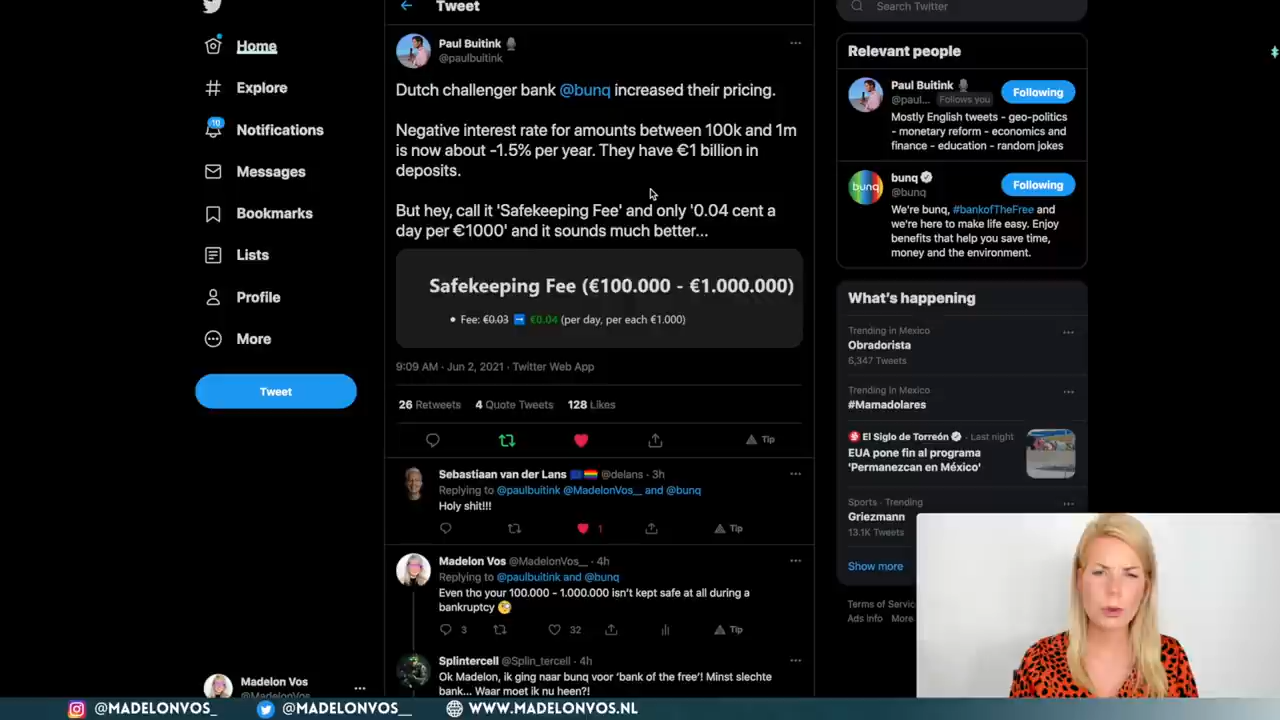 Home
Explore
10
Notifications
Messages
Bookmarks
Lists
Profile
More
Tweet
Madelon Vos
@MadelonVos__
Tweet
Paul Buitink
@paulbuitink
Dutch challenger bank @bunq increased their pricing.
Negative interest rate for amounts between 100k and 1m
is now about -1.5% per year. They have €1 billion in
deposits.
But hey, call it 'Safekeeping Fee' and only '0.04 cent a
day per €1000' and it sounds much better...
Safekeeping Fee (€100.000 - €1.000.000)
• Fee: €0.03 ➡ €0.04 (per day, per each €1.000)
9:09 AM · Jun 2, 2021 · Twitter Web App
26 Retweets 4 Quote Tweets 128 Likes
Tip
Sebastiaan van der Lans 🇪🇺🏳️‍🌈 @delans · 3h
Replying to @paulbuitink @MadelonVos__ and @bunq
Holy shit!!!
1 Tip
Madelon Vos @MadelonVos__ · 4h
Replying to @paulbuitink and @bunq
Even tho your 100.000 - 1.000.000 isn't kept safe at all during a
bankruptcy 🧐
3 32 Tip
Splintercell @Splin_tercell · 4h
Ok Madelon, ik ging naar bunq voor 'bank of the free'! Minst slechte
bank... Waar moet ik nu heen?!
Search Twitter
Relevant people
Paul Buitink
@paul... Follows you
Following
Mostly English tweets - geo-politics
- monetary reform - economics and
finance - education - random jokes
bunq
bunq
@bunq
Following
We're bunq, #bankofTheFree and
we're here to make life easy. Enjoy
benefits that help you save time,
money and the environment.
What's happening
Trending in Mexico
Obradorista
6,347 Tweets
Trending in Mexico
#Mamadolares
El Siglo de Torreón · Last night
EUA pone fin al programa
'Permanezcan en México'
Sports · Trending
Griezmann
13.1K Tweets
Show more
Terms of Servic
Ads info More
@MADELONVOS_ @MADELONVOS__ WWW.MADELONVOS.NL